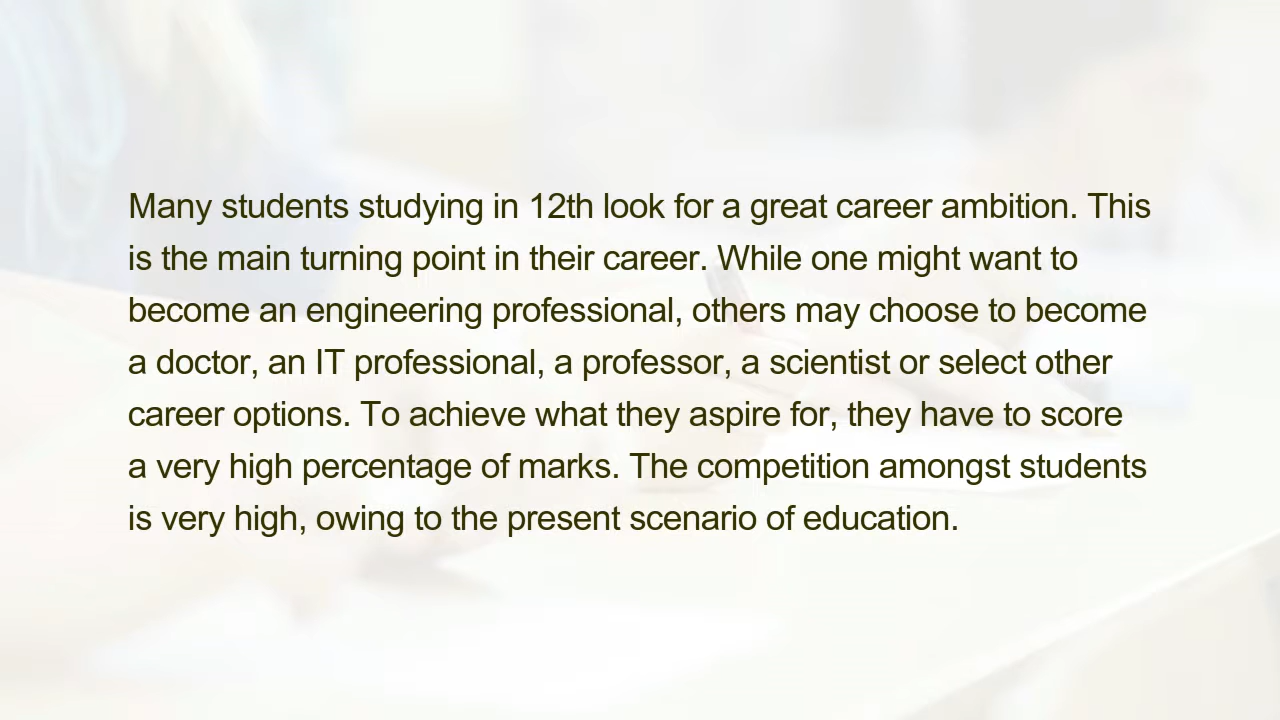 Many students studying in 12th look for a great career ambition. This
is the main turning point in their career. While one might want to
become an engineering professional, others may choose to become
a doctor, an IT professional, a professor, a scientist or select other
career options. To achieve what they aspire for, they have to score
a very high percentage of marks. The competition amongst students
is very high, owing to the present scenario of education.